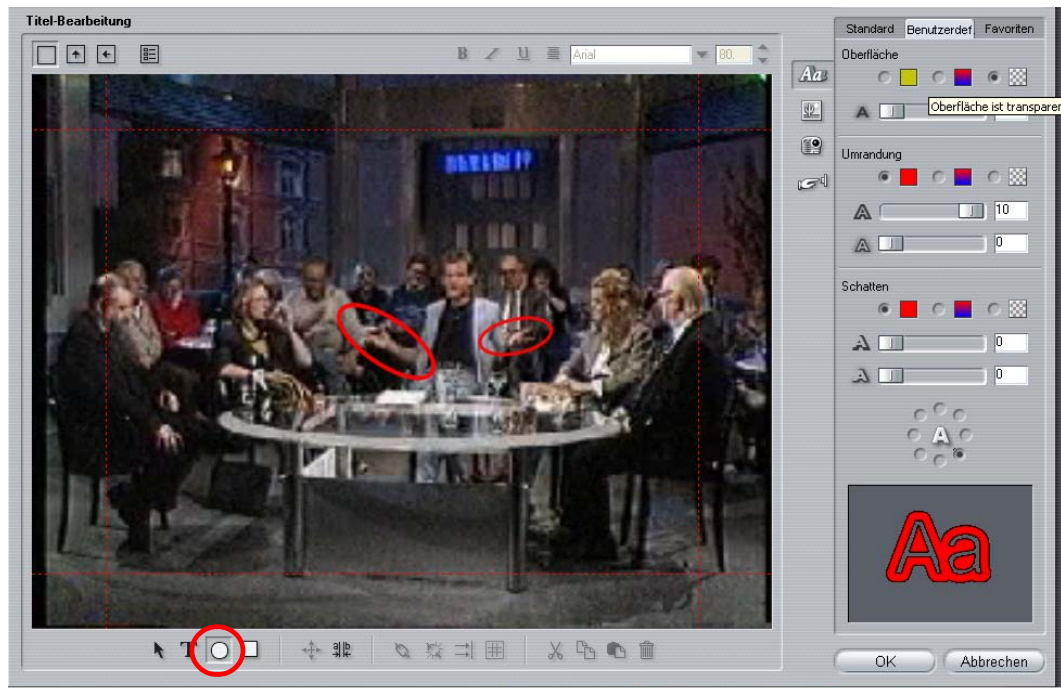 Titel-Bearbeitung
B Z U Arial 80.
Standard Benutzerdef. Favoriten
Oberfläche
Aa
A
Oberfläche ist transparen
Umrandung
A 10
A 0
Schatten
A 0
A 0
A
Aa
T
OK Abbrechen